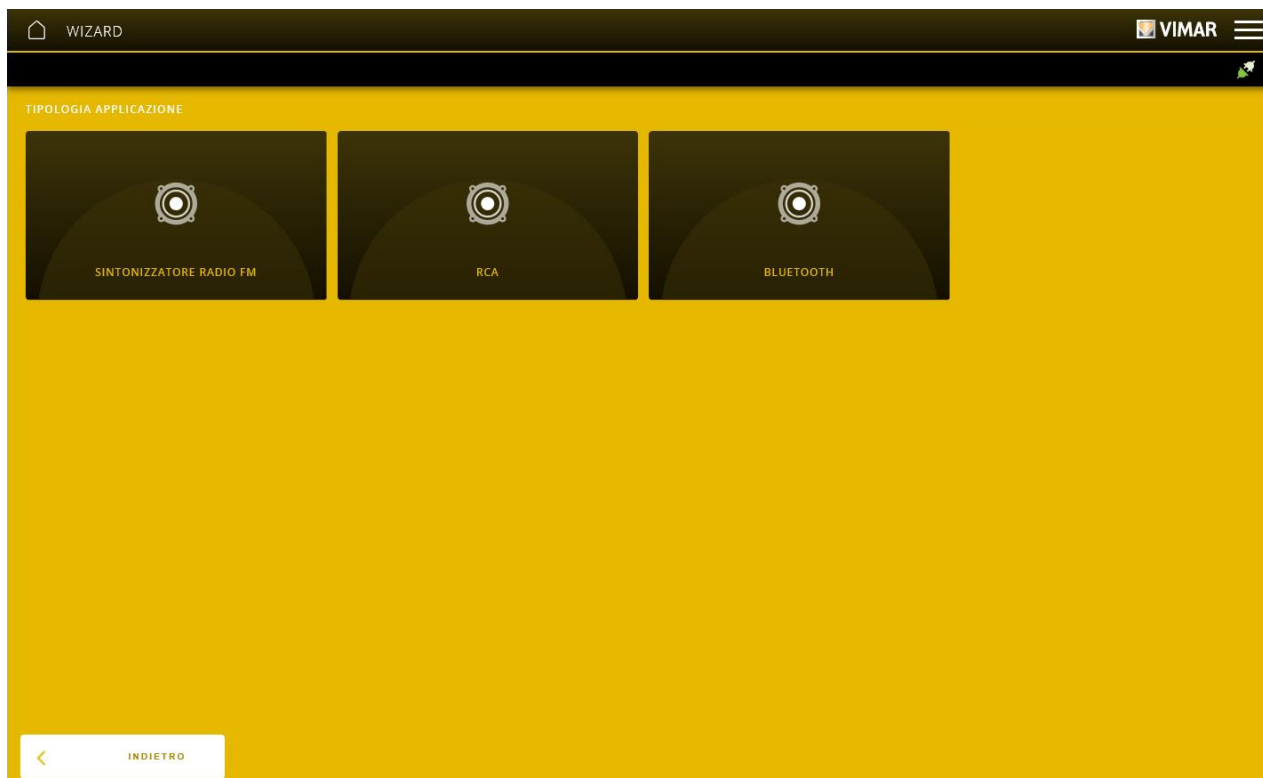 WIZARD
VIMAR
TIPOLOGIA APPLICAZIONE
SINTONIZZATORE RADIO FM
RCA
BLUETOOTH
INDIETRO